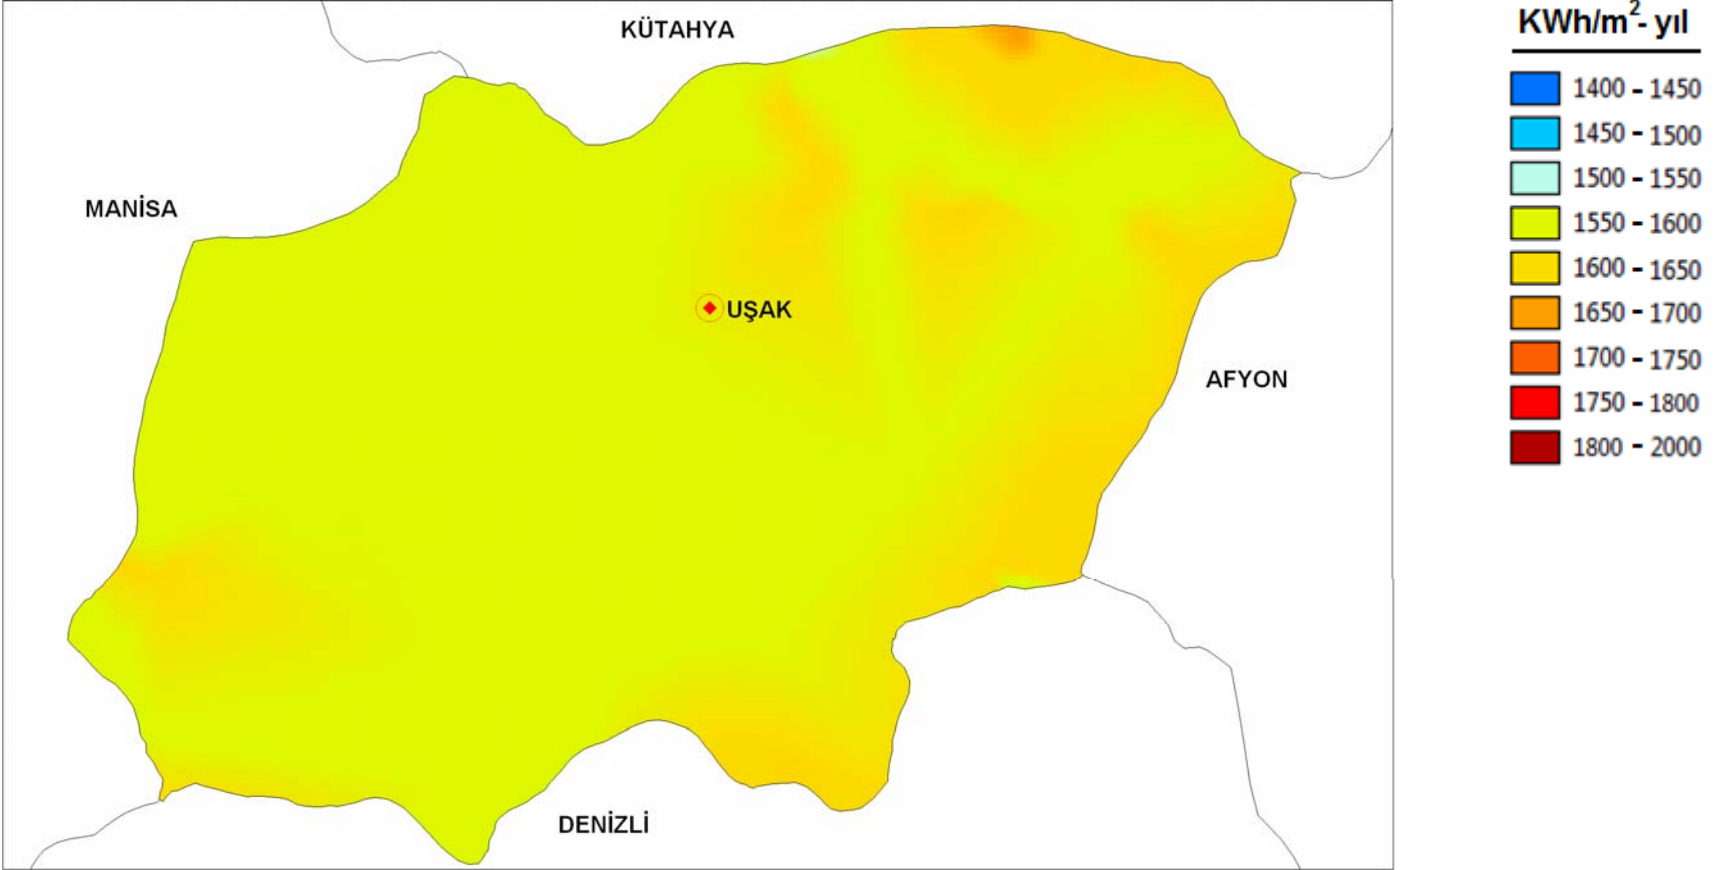 KÜTAHYA
MANİSA
UŞAK
AFYON
DENİZLİ
KWh/m²- yıl
1400 - 1450
1450 - 1500
1500 - 1550
1550 - 1600
1600 - 1650
1650 - 1700
1700 - 1750
1750 - 1800
1800 - 2000